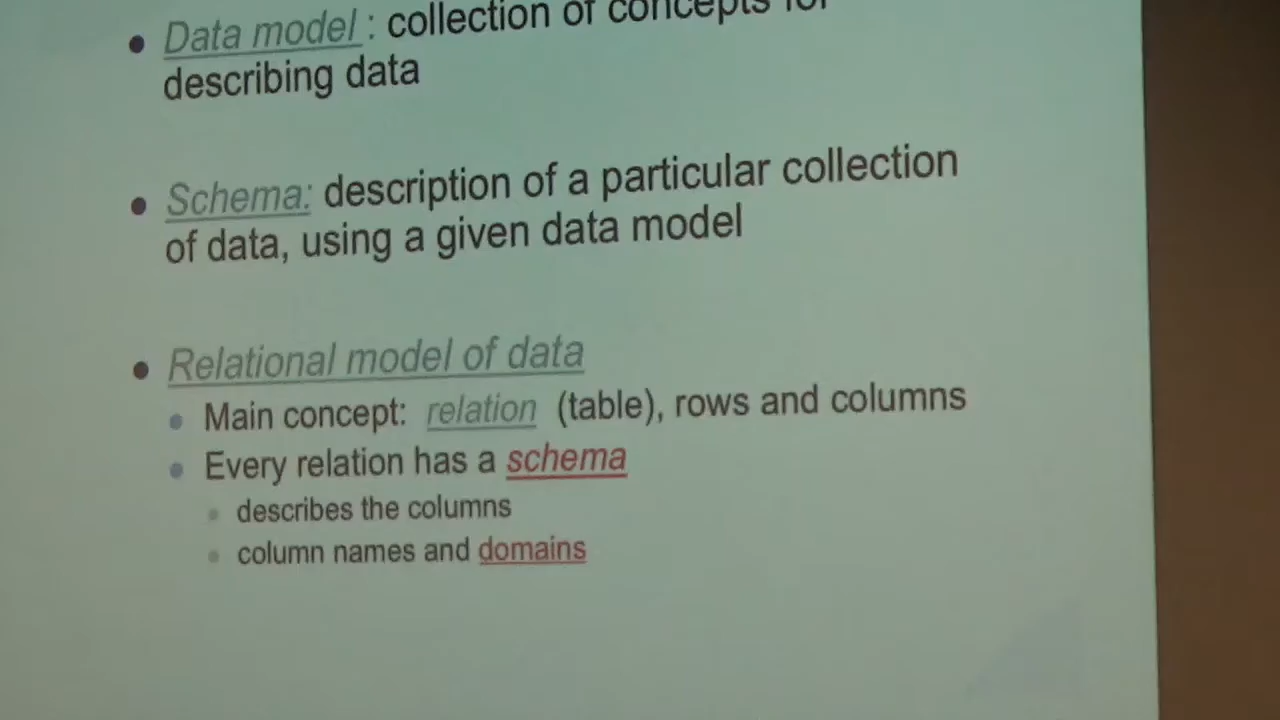 • Data model : collection of concepts for
describing data
• Schema: description of a particular collection
of data, using a given data model
• Relational model of data
• Main concept: relation (table), rows and columns
• Every relation has a schema
• describes the columns
• column names and domains